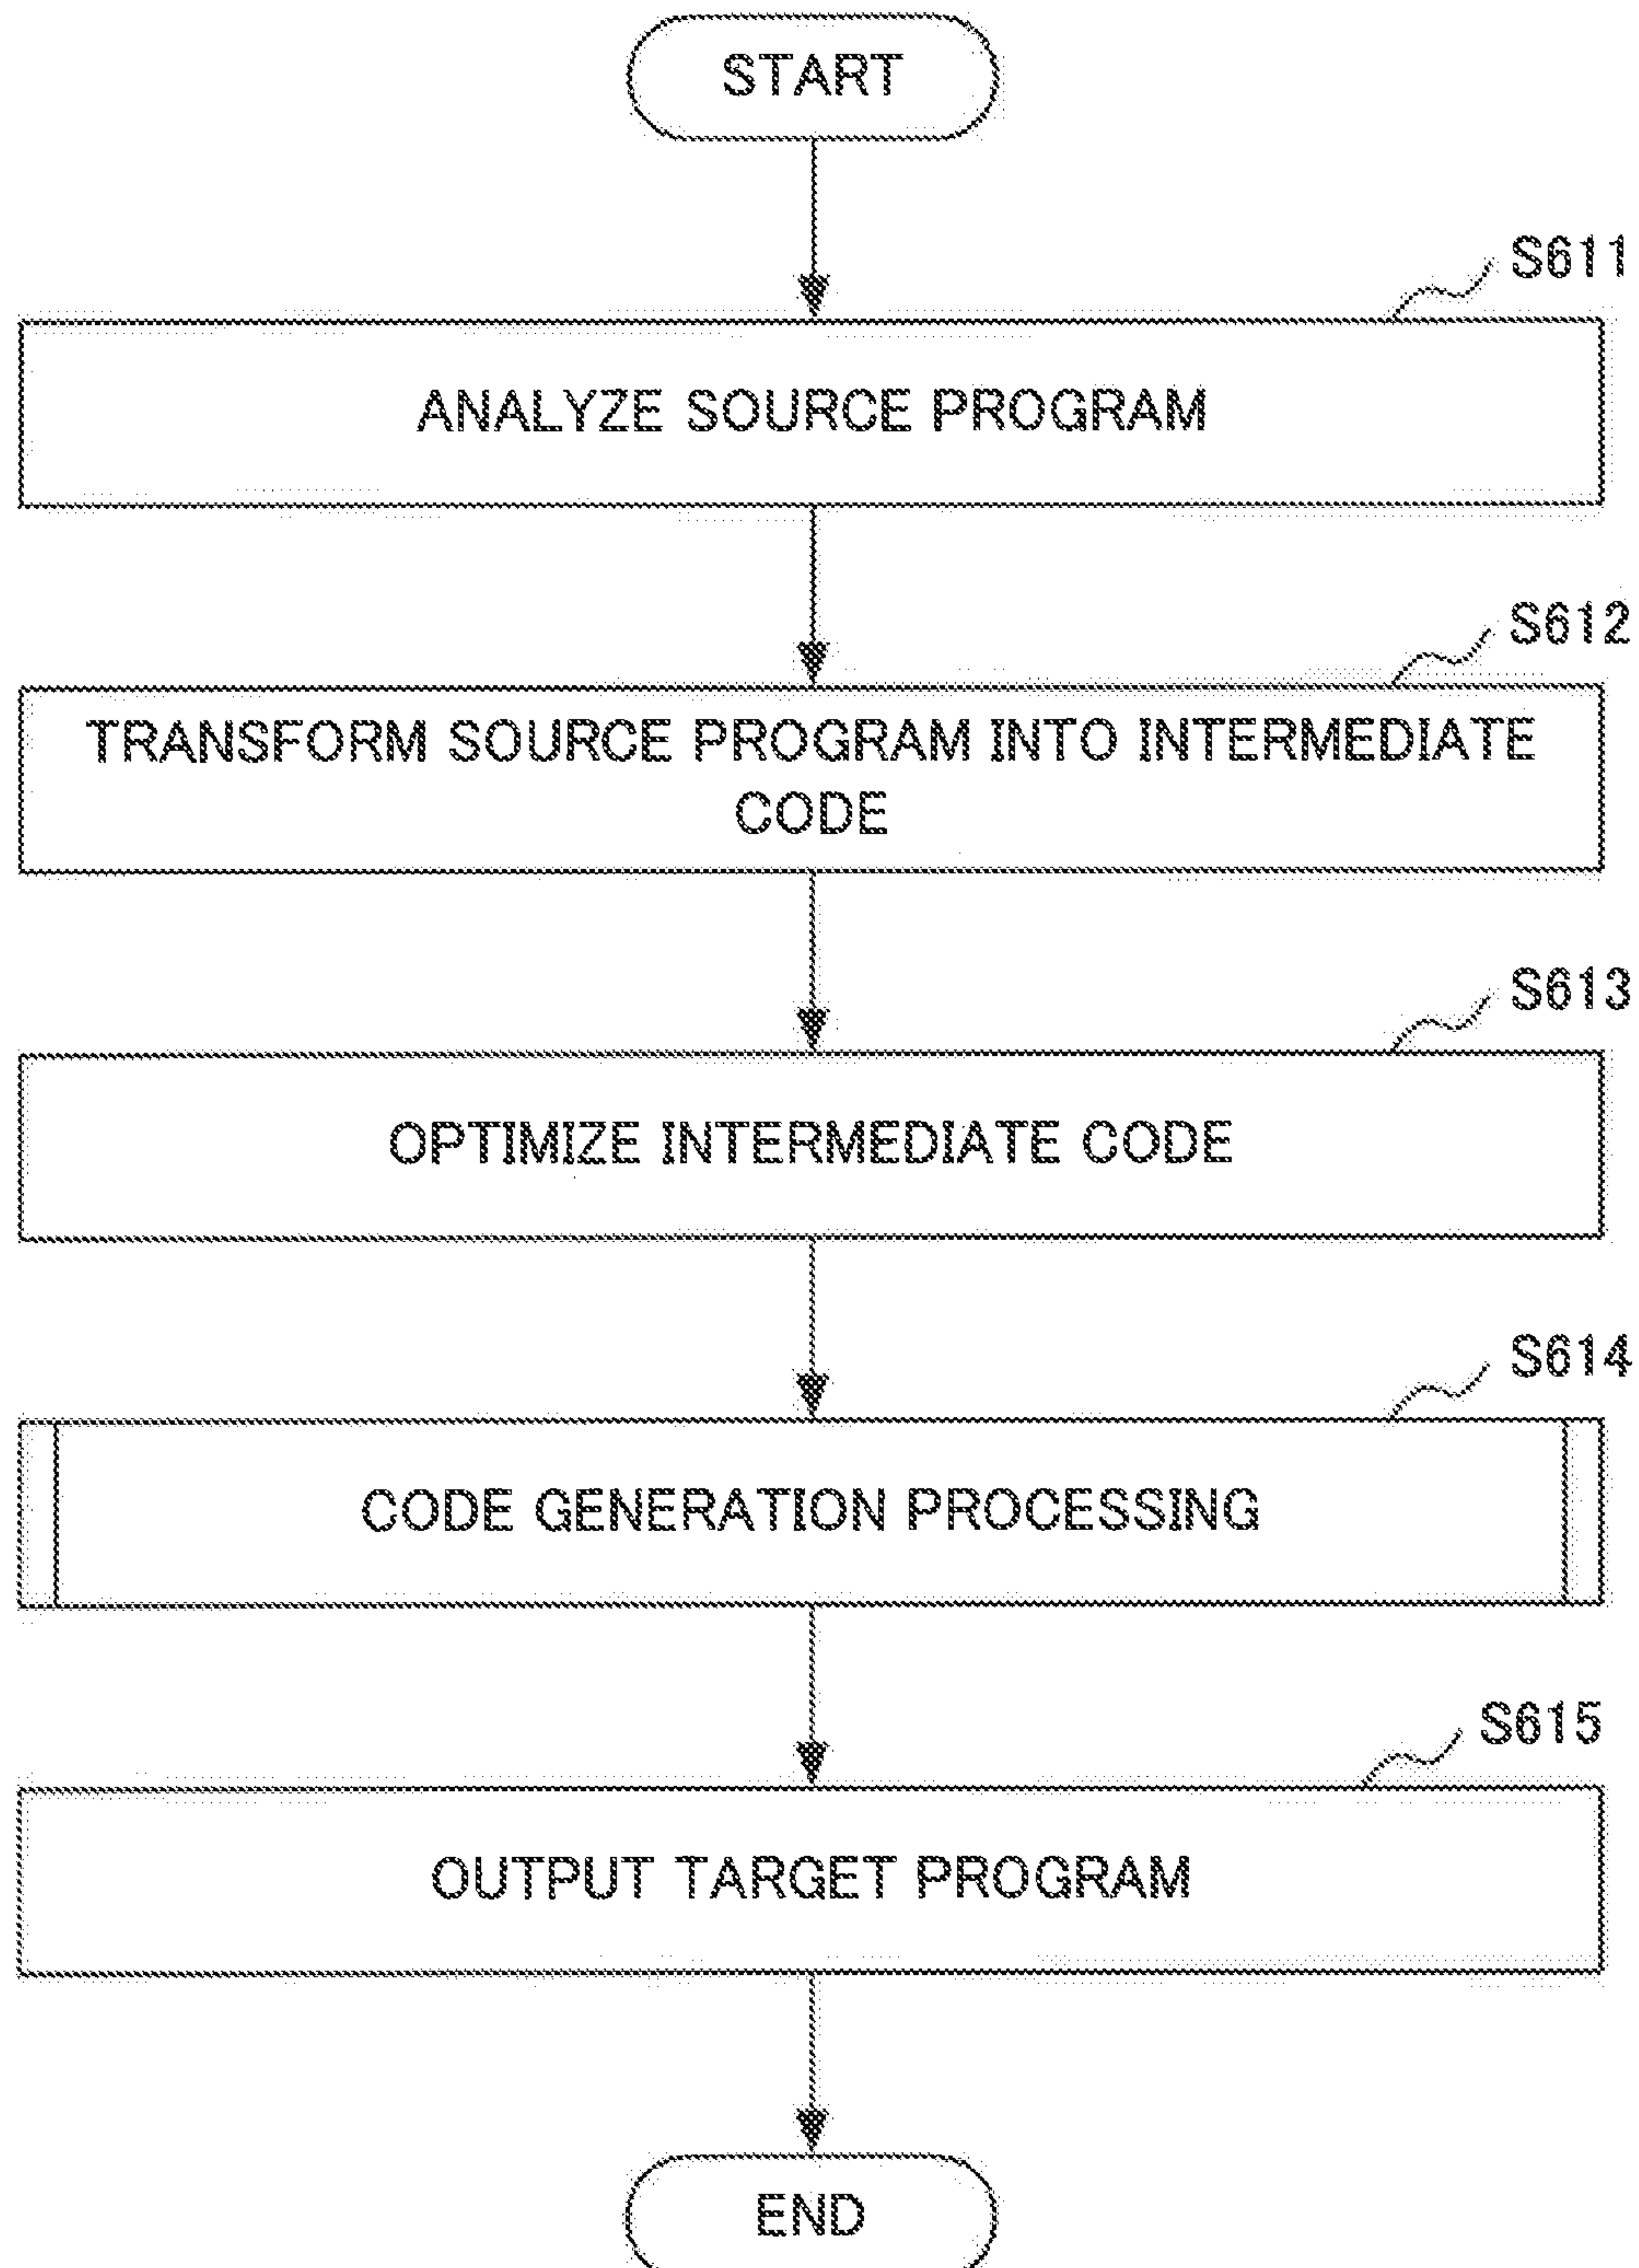 START
S611
ANALYZE SOURCE PROGRAM
S612
TRANSFORM SOURCE PROGRAM INTO INTERMEDIATE
CODE
S613
OPTIMIZE INTERMEDIATE CODE
S614
CODE GENERATION PROCESSING
S615
OUTPUT TARGET PROGRAM
END